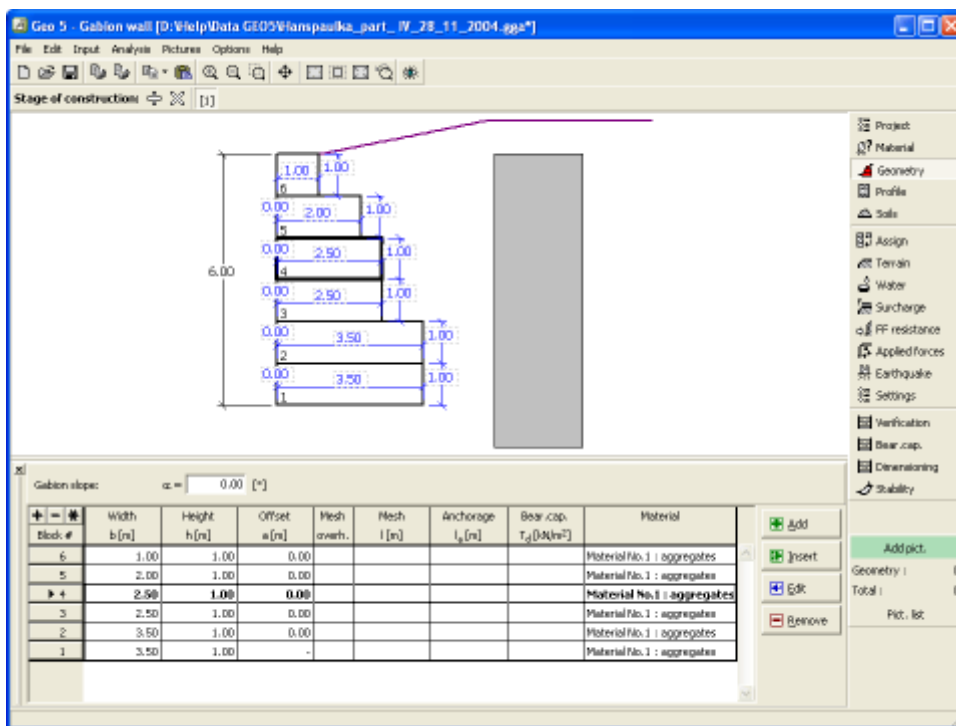 Geo 5 - Gabion wall [D:\Help\Data GEO5\Hanspaulka_part_ IV_28_11_2004.gga*]
File Edit Input Analysis Pictures Options Help
Stage of construction: [1]
1.00 1.00
6
0.00 2.00 1.00
5
0.00 2.50 1.00
4
6.00
0.00 2.50 1.00
3
0.00 3.50 1.00
2
0.00 3.50 1.00
1
Project
Material
Geometry
Profile
Soils
Assign
Terrain
Water
Surcharge
FF resistance
Applied forces
Earthquake
Settings
Verification
Bear.cap.
Dimensioning
Stability
Add pict.
Geometry :
Total :
Pict. list
Gabion slope: α = 0.00 [°]
Width Height Offset Mesh Mesh Anchorage Bear.cap. Material
Block # b [m] h [m] a [m] overh. l [m] Td [kN/m²]
6 1.00 1.00 0.00 Material No.1 : aggregates
5 2.00 1.00 0.00 Material No.1 : aggregates
4 2.50 1.00 0.00 Material No.1 : aggregates
3 2.50 1.00 0.00 Material No.1 : aggregates
2 3.50 1.00 0.00 Material No.1 : aggregates
1 3.50 1.00 - Material No.1 : aggregates
Add
Insert
Edit
Remove